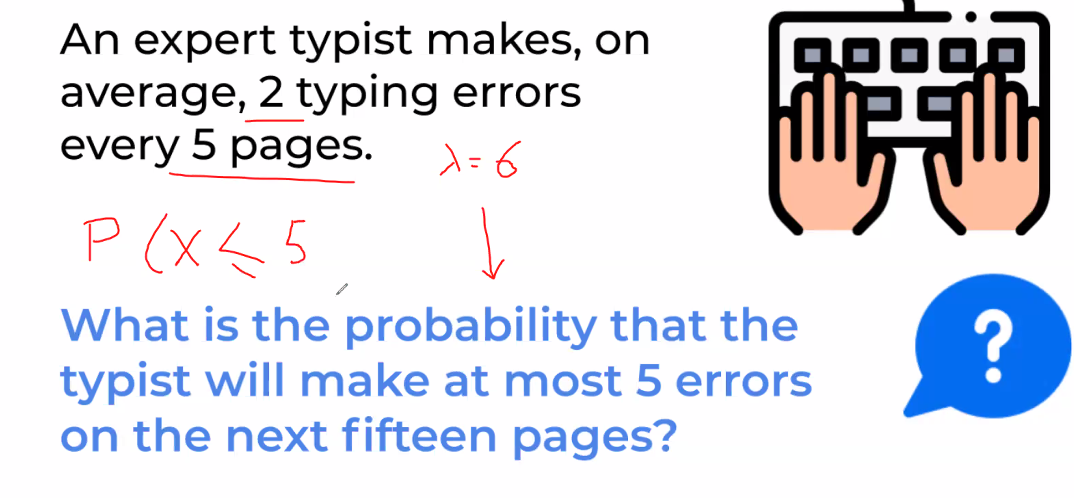 An expert typist makes, on
average, 2 typing errors
every 5 pages.
λ = 6
P(X ≤ 5
What is the probability that the
typist will make at most 5 errors
on the next fifteen pages?
?